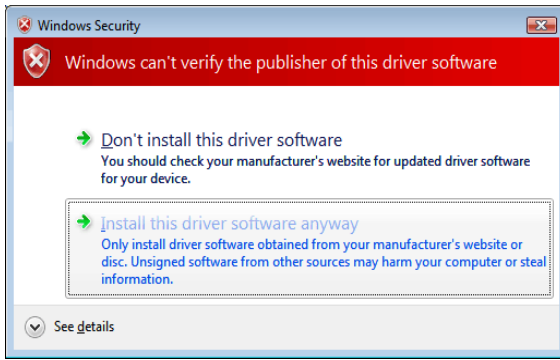 Windows Security
Windows can't verify the publisher of this driver software
Don't install this driver software
You should check your manufacturer's website for updated driver software
for your device.
Install this driver software anyway
Only install driver software obtained from your manufacturer's website or
disc. Unsigned software from other sources may harm your computer or steal
information.
See details